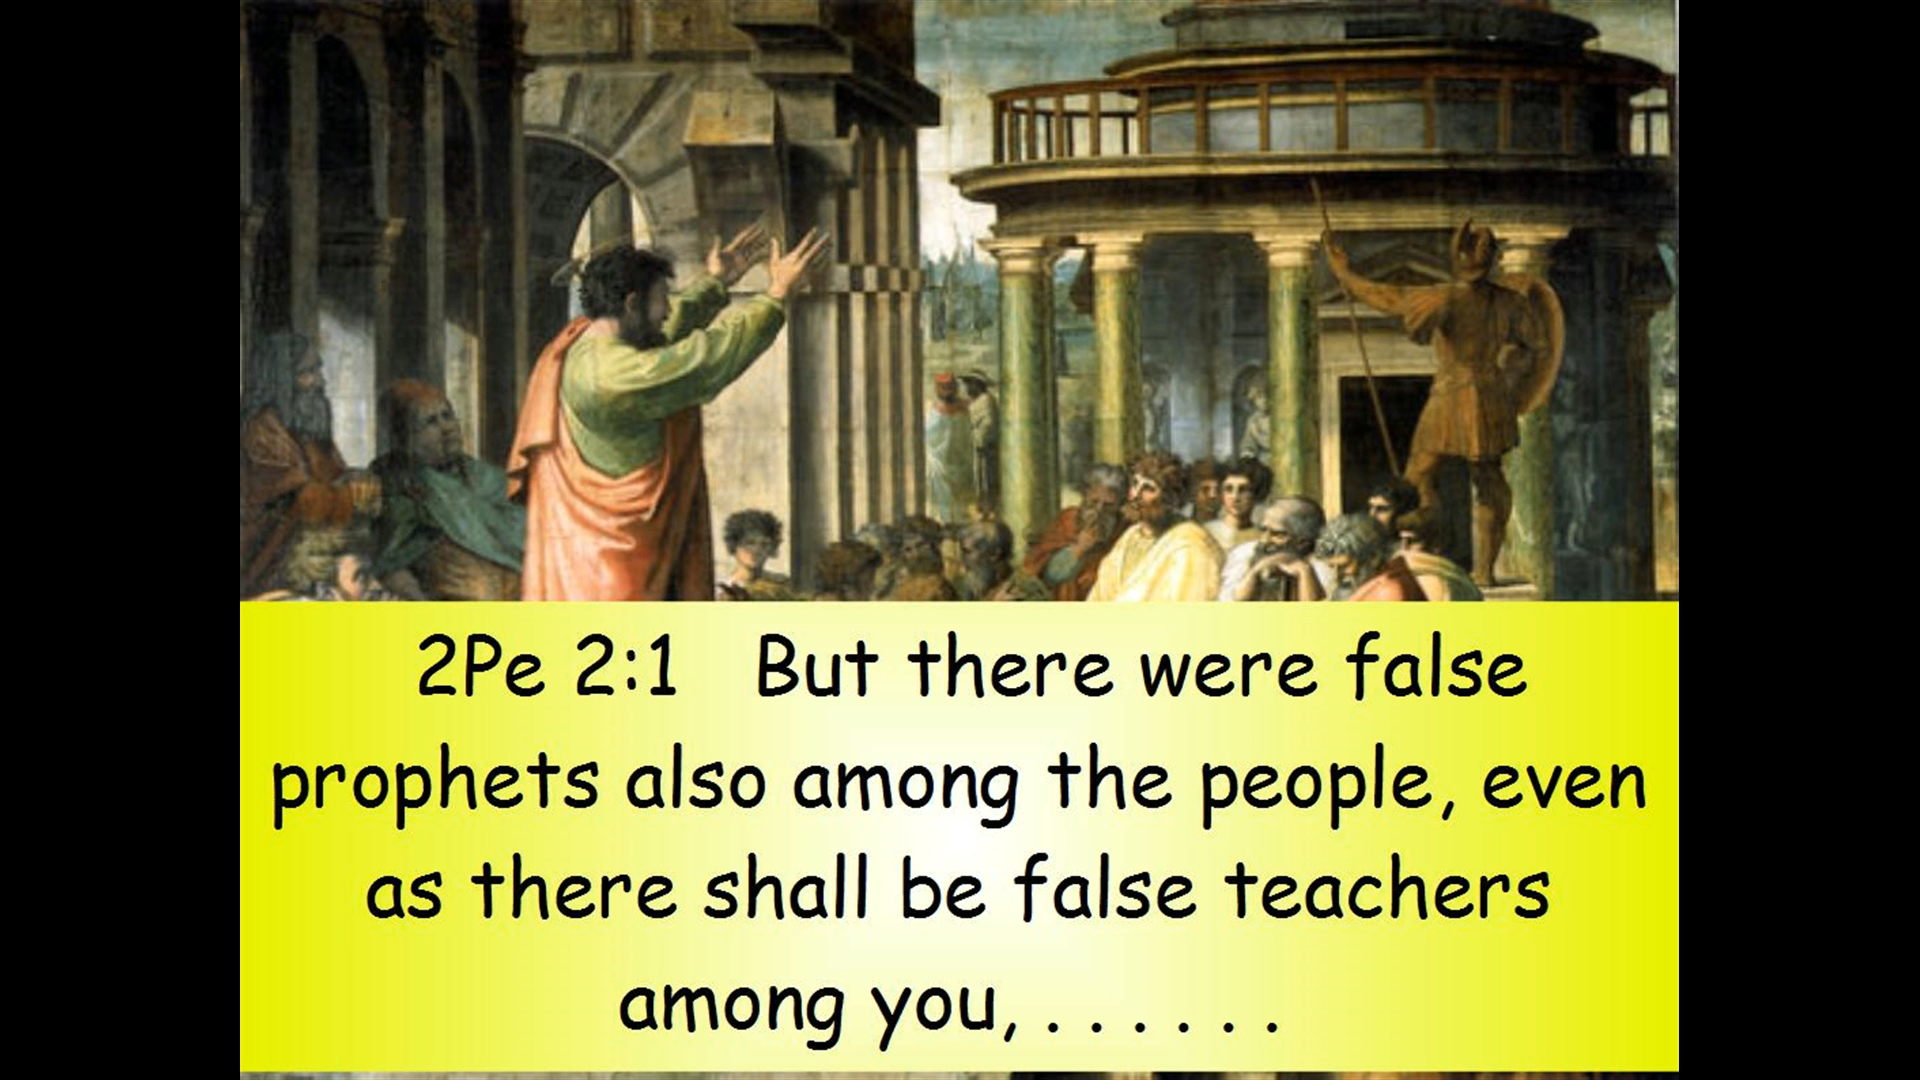 2Pe 2:1   But there were false
prophets also among the people, even
as there shall be false teachers
among you, . . . . . .